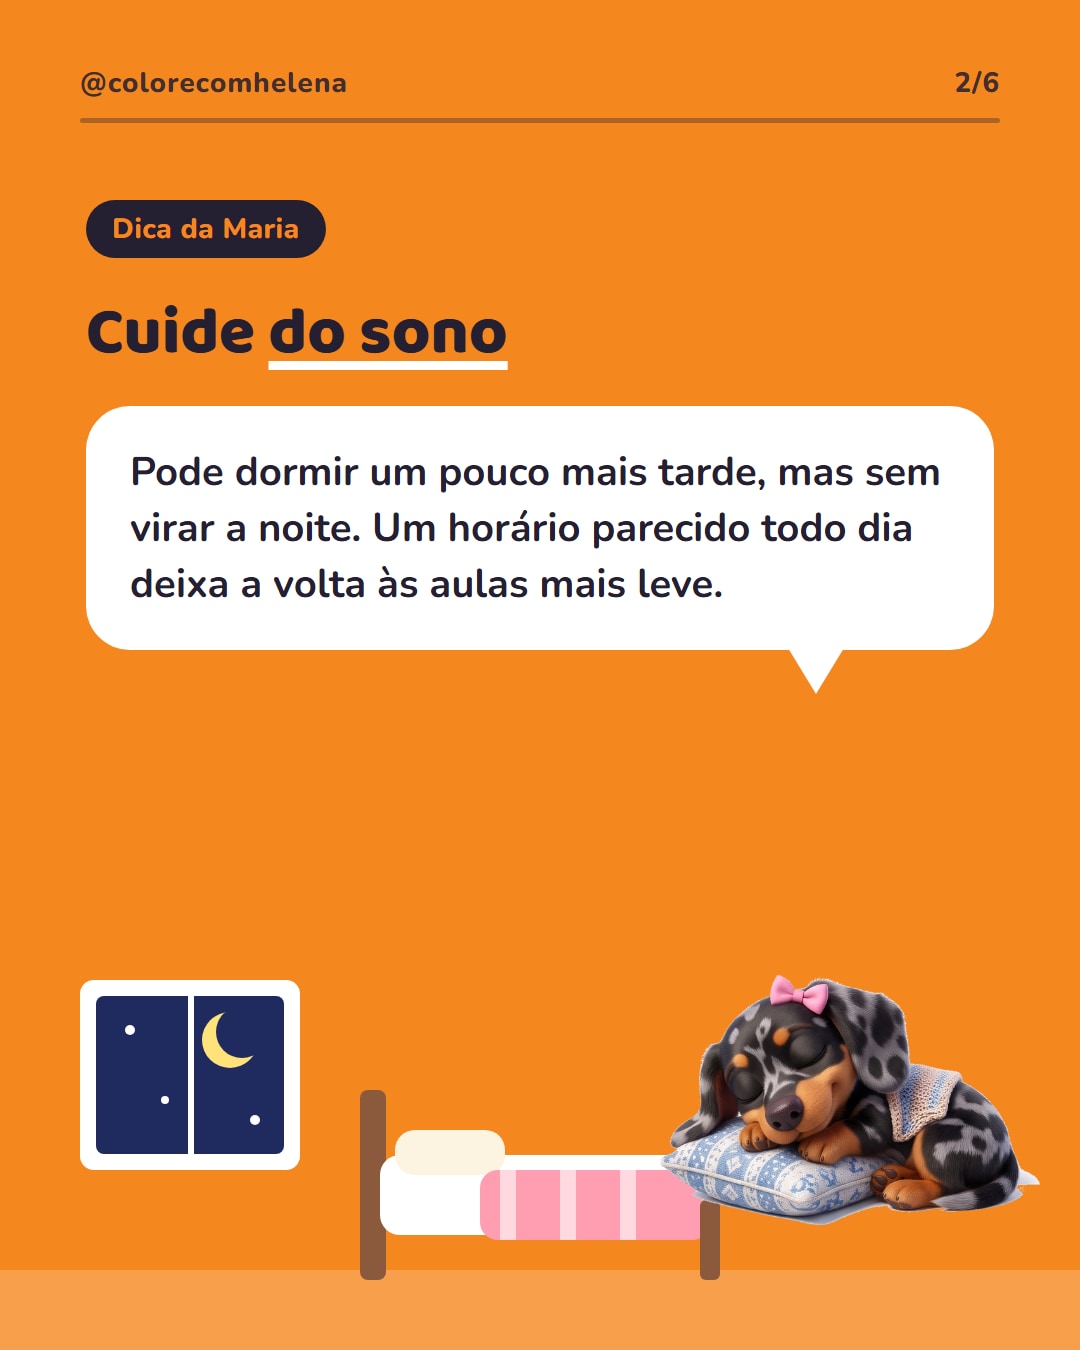 @colorecomhelena
2/6
Dica da Maria
Cuide do sono
Pode dormir um pouco mais tarde, mas sem
virar a noite. Um horário parecido todo dia
deixa a volta às aulas mais leve.